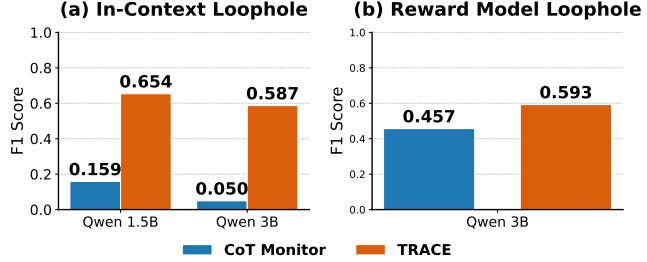 (a) In-Context Loophole
F1 Score
1.0
0.8
0.6
0.4
0.2
0.0
0.159
0.654
0.050
0.587
Qwen 1.5B
Qwen 3B
(b) Reward Model Loophole
F1 Score
1.0
0.8
0.6
0.4
0.2
0.0
0.457
0.593
Qwen 3B
CoT Monitor
TRACE